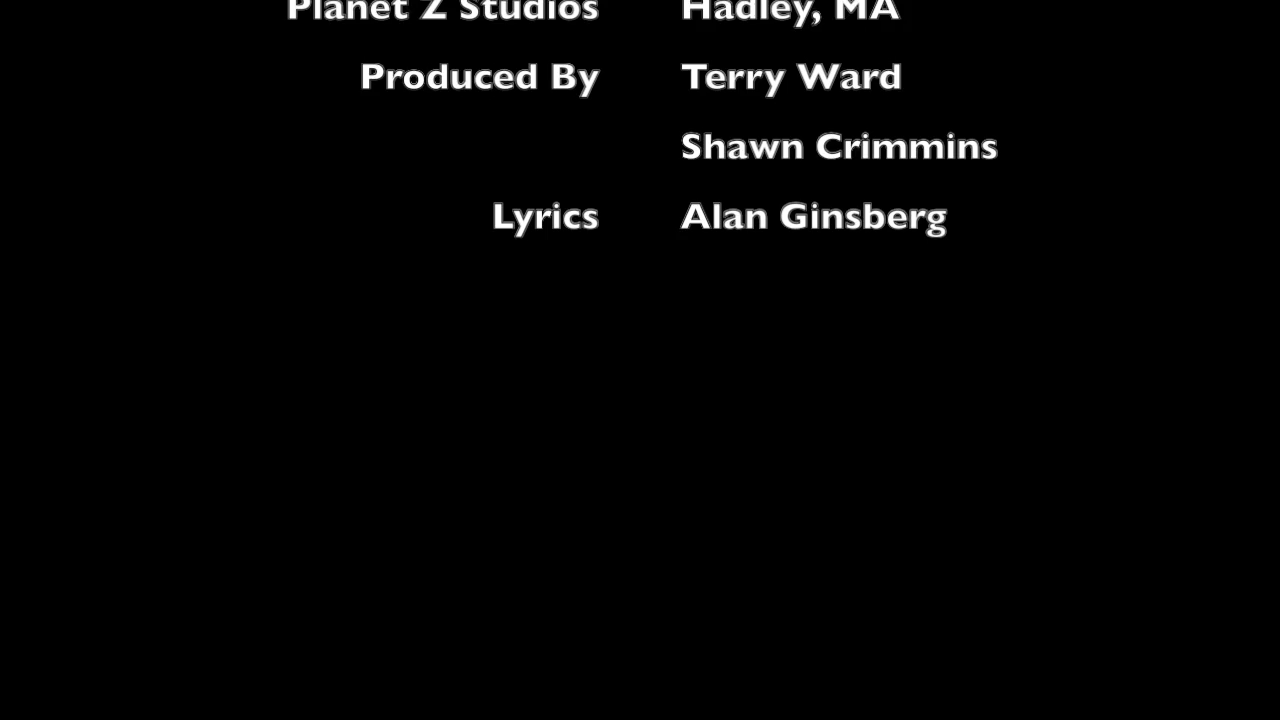 Planet Z Studios Hadley, MA
Produced By Terry Ward
Shawn Crimmins
Lyrics Alan Ginsberg